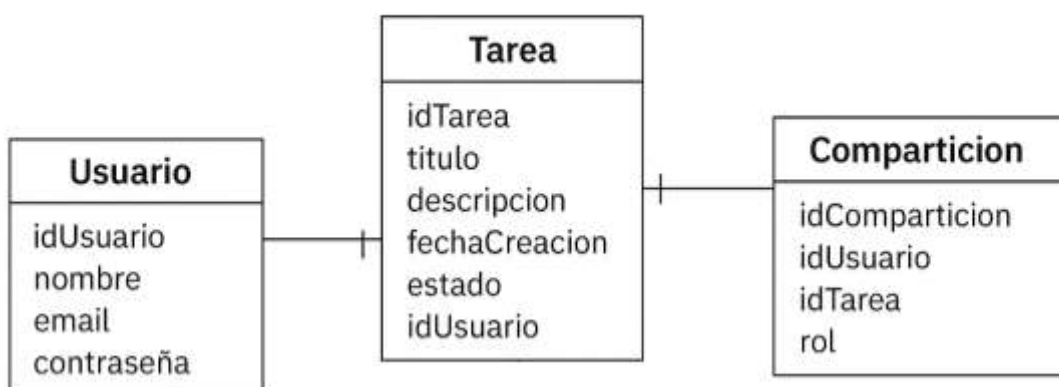 Usuario
idUsuario
nombre
email
contraseña
Tarea
idTarea
titulo
descripcion
fechaCreacion
estado
idUsuario
Comparticion
idComparticion
idUsuario
idTarea
rol